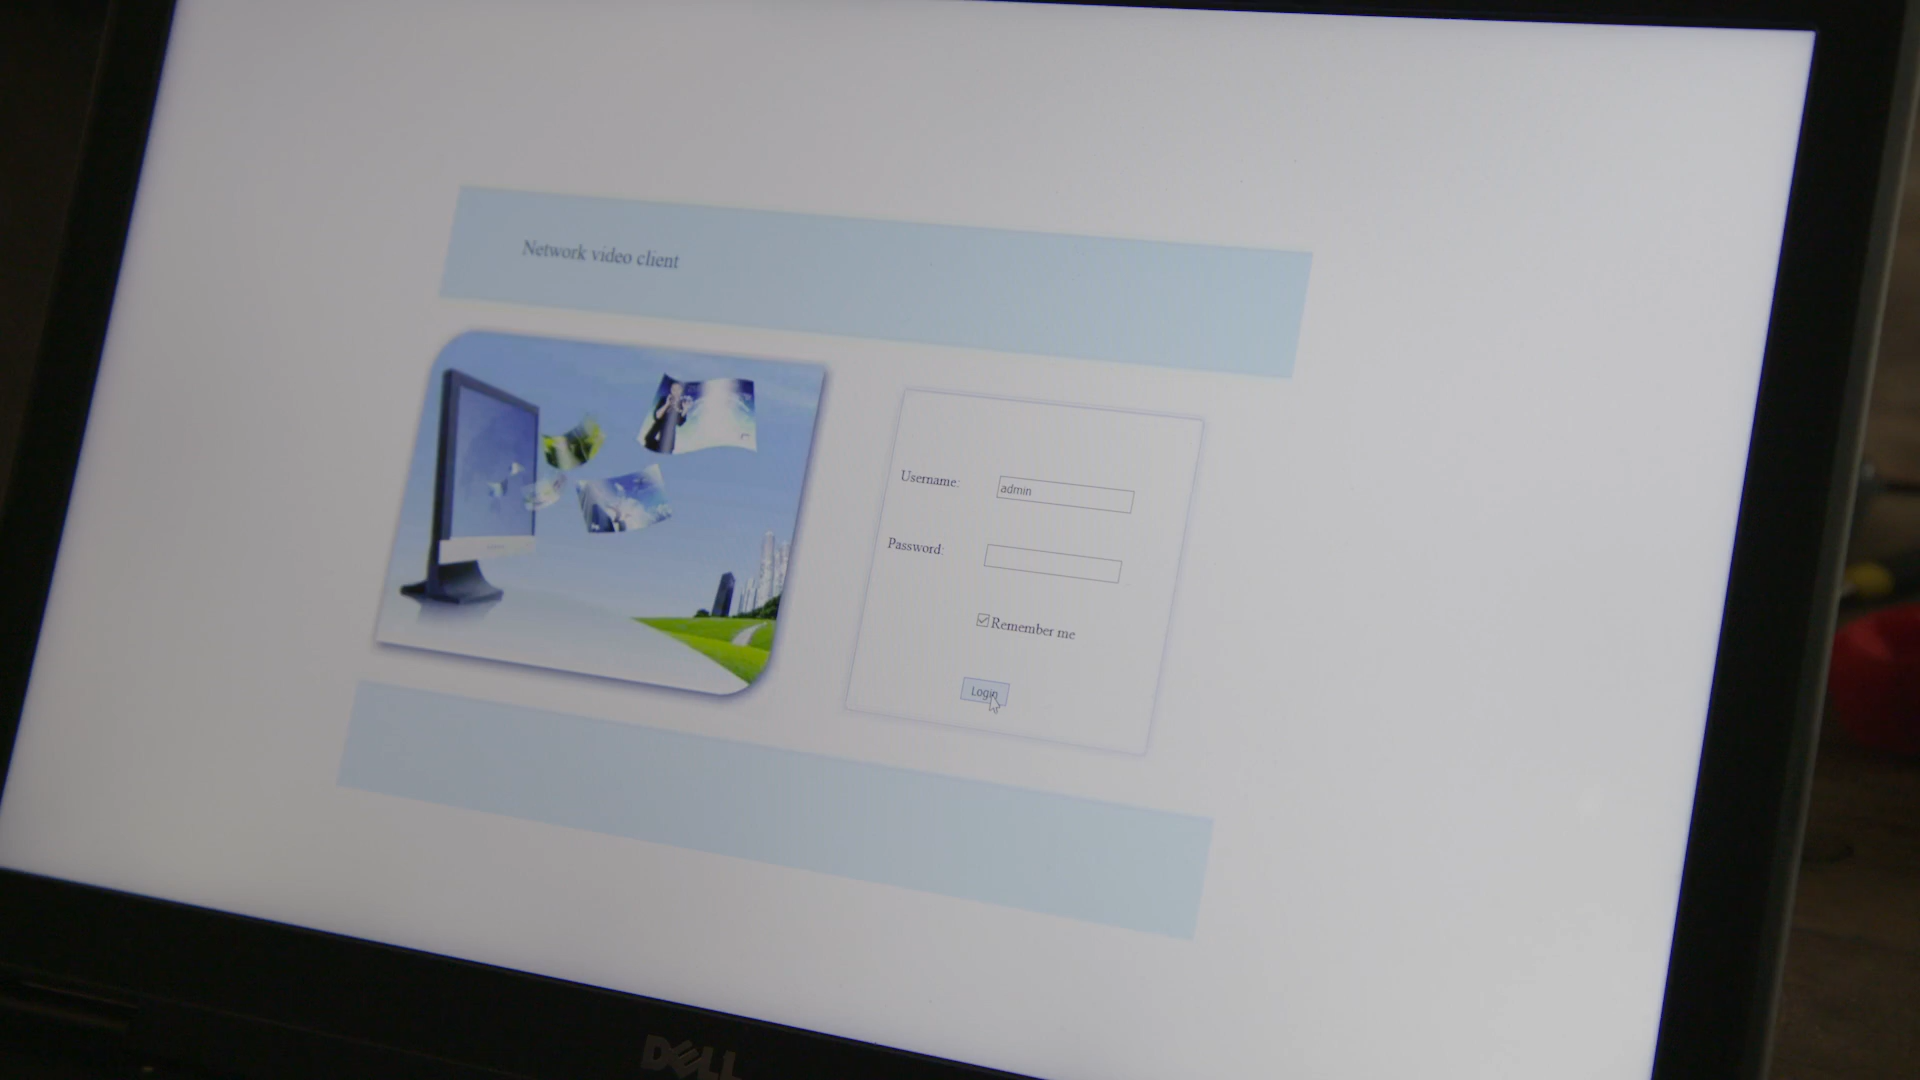 Network video client
Username:
admin
Password:
Remember me
Login
DELL